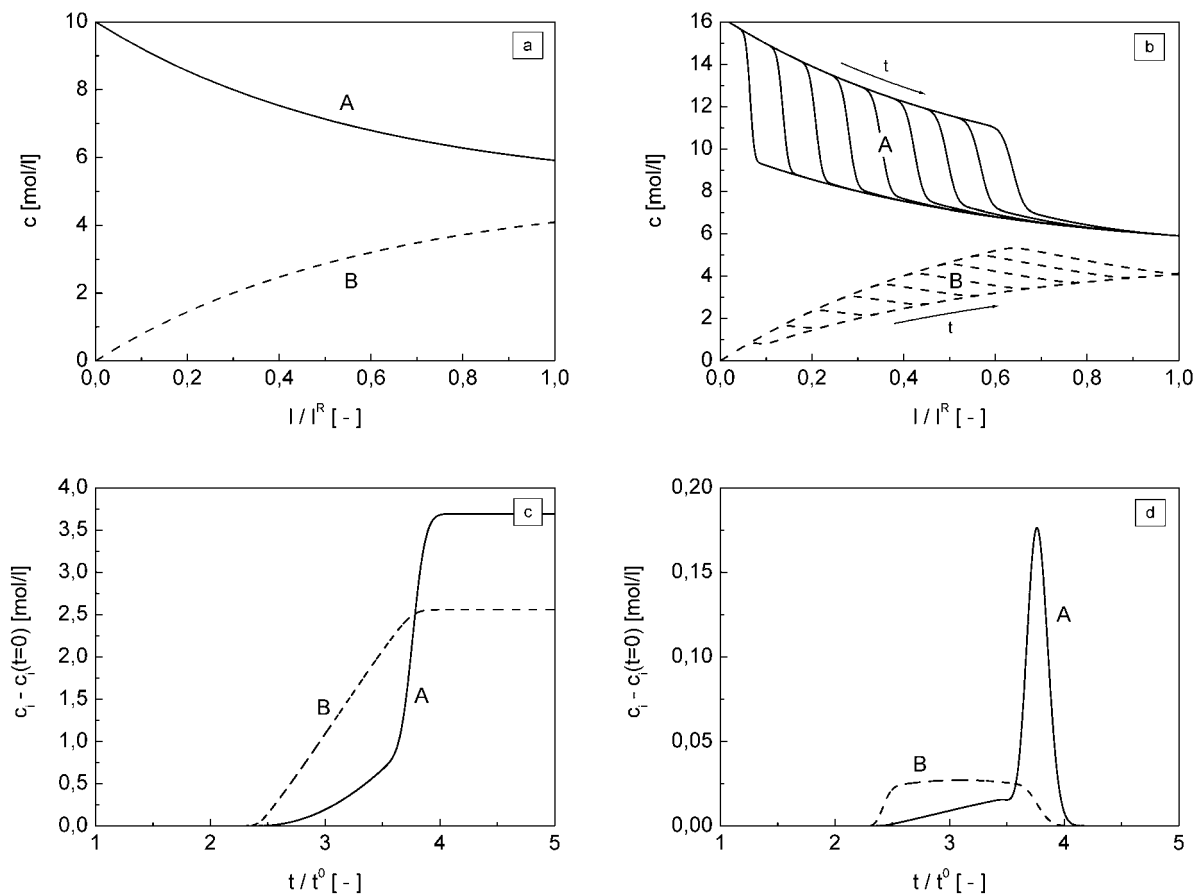 10
8
6
4
2
0
c [mol/l]
a
A
B
0,0 0,2 0,4 0,6 0,8 1,0
l / l^R [ - ]
16
14
12
10
8
6
4
2
0
c [mol/l]
b
t
A
B
t
0,0 0,2 0,4 0,6 0,8 1,0
l / l^R [ - ]
4,0
3,5
3,0
2,5
2,0
1,5
1,0
0,5
0,0
c_i - c_i(t=0) [mol/l]
c
B
A
1 2 3 4 5
t / t^0 [ - ]
0,20
0,15
0,10
0,05
0,00
c_i - c_i(t=0) [mol/l]
d
A
B
1 2 3 4 5
t / t^0 [ - ]